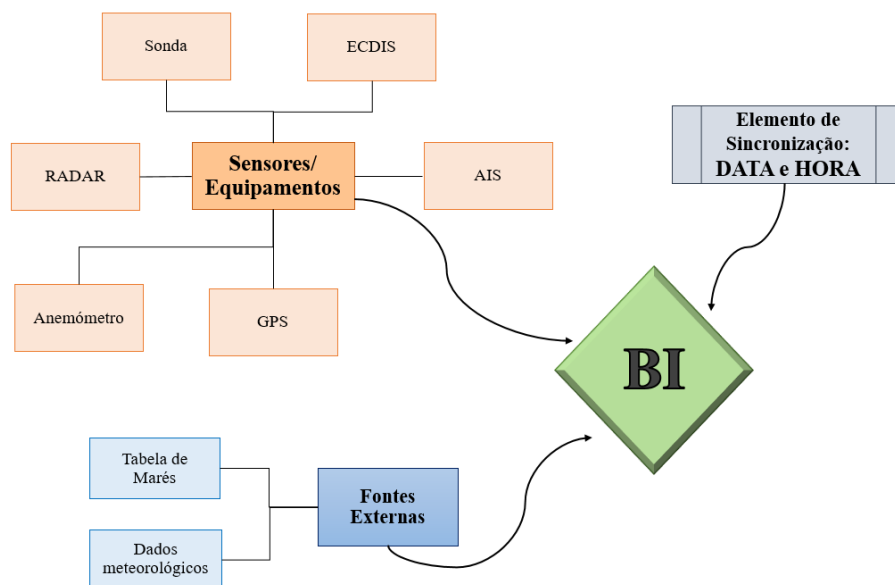 Sonda
ECDIS
Elemento de
Sincronização:
DATA e HORA
RADAR
Sensores/
Equipamentos
AIS
Anemómetro
GPS
BI
Tabela de
Marés
Fontes
Externas
Dados
meteorológicos